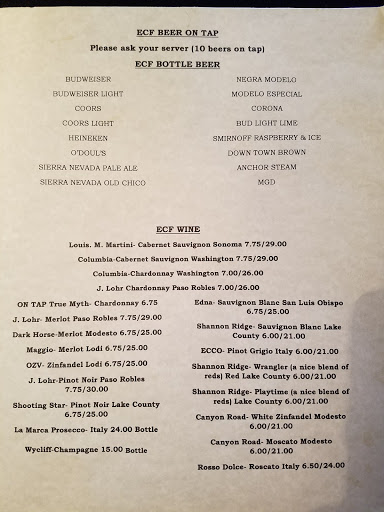 ECF BEER ON TAP
Please ask your server (10 beers on tap)
ECF BOTTLE BEER
BUDWEISER
BUDWEISER LIGHT
COORS
COORS LIGHT
HEINEKEN
O'DOUL'S
SIERRA NEVADA PALE ALE
SIERRA NEVADA OLD CHICO
NEGRA MODELO
MODELO ESPECIAL
CORONA
BUD LIGHT LIME
SMIRNOFF RASPBERRY & ICE
DOWN TOWN BROWN
ANCHOR STEAM
MGD
ECF WINE
Louis. M. Martini- Cabernet Sauvignon Sonoma 7.75/29.00
Columbia-Cabernet Sauvignon Washington 7.75/29.00
Columbia-Chardonnay Washington 7.00/26.00
J. Lohr Chardonnay Paso Robles 7.00/26.00
ON TAP True Myth- Chardonnay 6.75
J. Lohr- Merlot Paso Robles 7.75/29.00
Dark Horse-Merlot Modesto 6.75/25.00
Maggio- Merlot Lodi 6.75/25.00
OZV- Zinfandel Lodi 6.75/25.00
J. Lohr-Pinot Noir Paso Robles
7.75/30.00
Shooting Star- Pinot Noir Lake County
6.75/25.00
La Marca Prosecco- Italy 24.00 Bottle
Wycliff-Champagne 15.00 Bottle
Edna- Sauvignon Blanc San Luis Obispo
6.75/25.00
Shannon Ridge- Sauvignon Blanc Lake
County 6.00/21.00
ECCO- Pinot Grigio Italy 6.00/21.00
Shannon Ridge- Wrangler (a nice blend of
reds) Red Lake County 6.00/21.00
Shannon Ridge- Playtime (a nice blend of
reds) Lake County 6.00/21.00
Canyon Road- White Zinfandel Modesto
6.00/21.00
Canyon Road- Moscato Modesto
6.00/21.00
Rosso Dolce- Roscato Italy 6.50/24.00